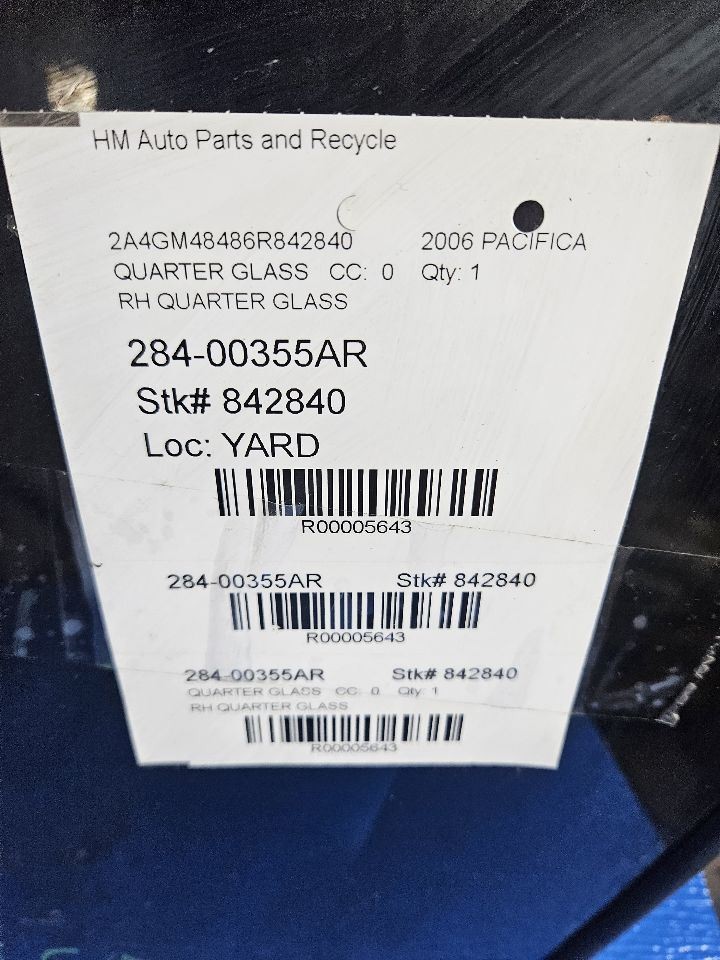 HM Auto Parts and Recycle
2A4GM48486R842840 2006 PACIFICA
QUARTER GLASS CC: 0 Qty: 1
RH QUARTER GLASS
284-00355AR
Stk# 842840
Loc: YARD
R00005643
284-00355AR Stk# 842840
R00005643
284-00355AR Stk# 842840
QUARTER GLASS CC: 0 Qty: 1
RH QUARTER GLASS
R00005643